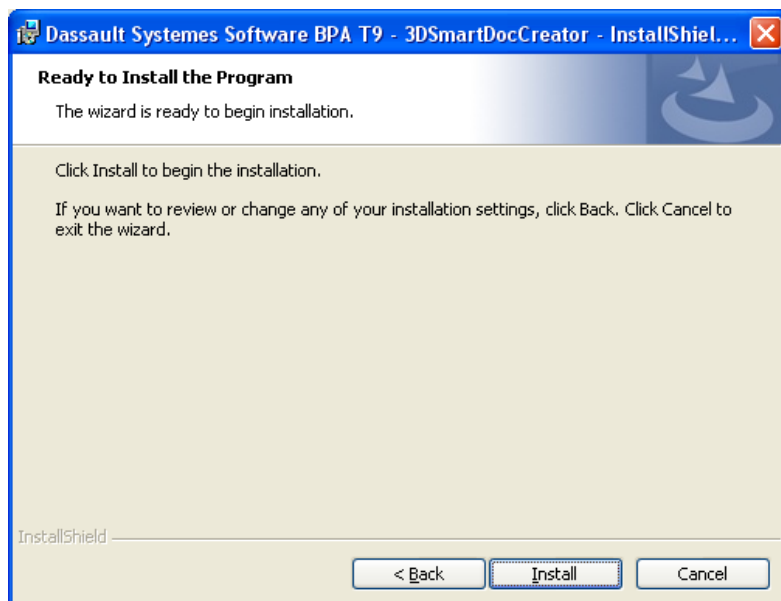 Dassault Systemes Software BPA T9 - 3DSmartDocCreator - InstallShiel...
Ready to Install the Program
The wizard is ready to begin installation.
Click Install to begin the installation.
If you want to review or change any of your installation settings, click Back. Click Cancel to
exit the wizard.
InstallShield
< Back
Install
Cancel